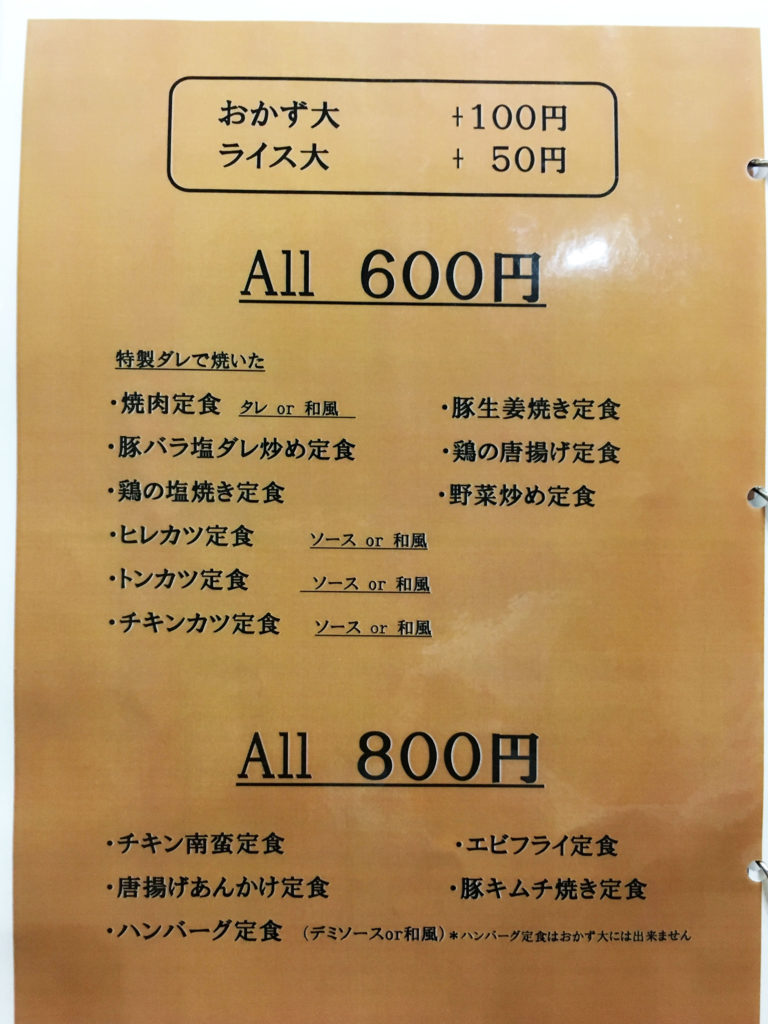 おかず大 +100円
ライス大 + 50円
All 600円
特製ダレで焼いた
・焼肉定食 タレ or 和風 ・豚生姜焼き定食
・豚バラ塩ダレ炒め定食 ・鶏の唐揚げ定食
・鶏の塩焼き定食 ・野菜炒め定食
・ヒレカツ定食 ソース or 和風
・トンカツ定食 ソース or 和風
・チキンカツ定食 ソース or 和風
All 800円
・チキン南蛮定食 ・エビフライ定食
・唐揚げあんかけ定食 ・豚キムチ焼き定食
・ハンバーグ定食 (デミソースor和風)*ハンバーグ定食はおかず大には出来ません